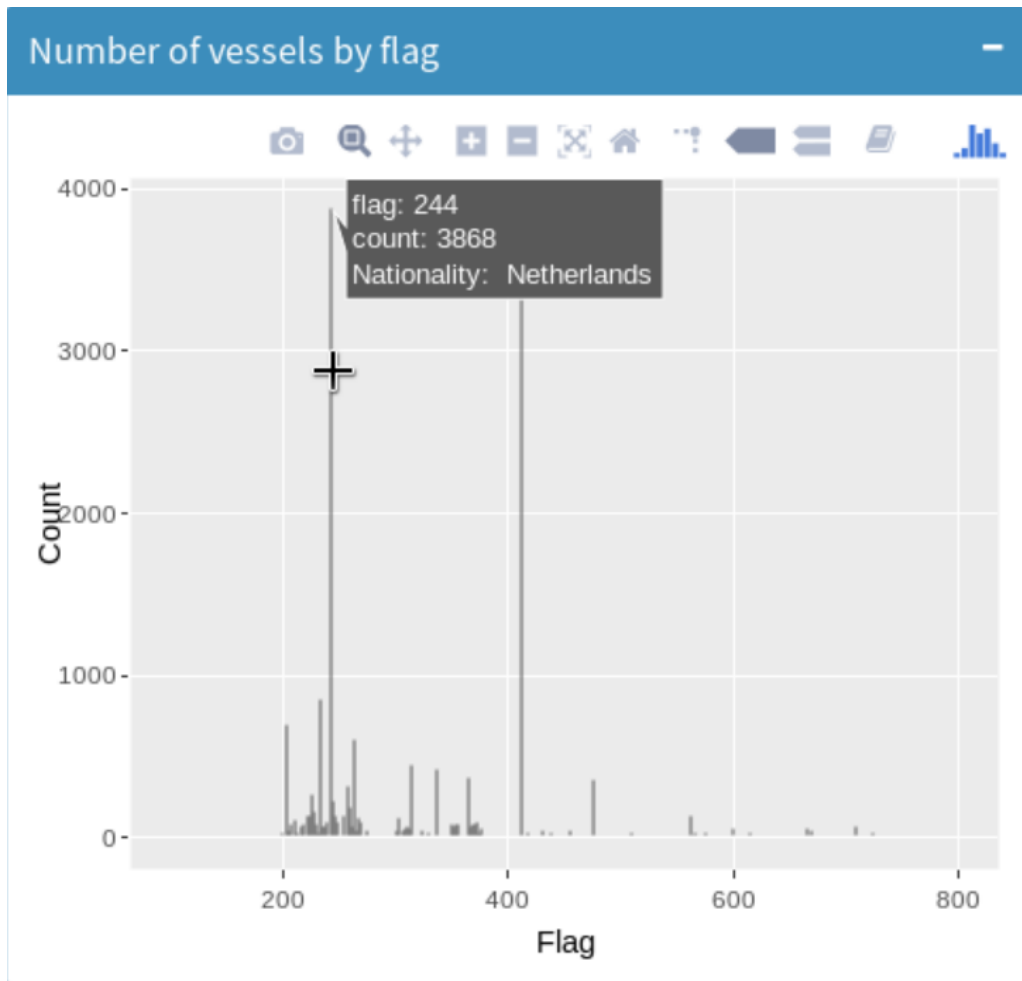 Number of vessels by flag
flag: 244
count: 3868
Nationality: Netherlands
4000
3000
2000
1000
0
Count
200 400 600 800
Flag